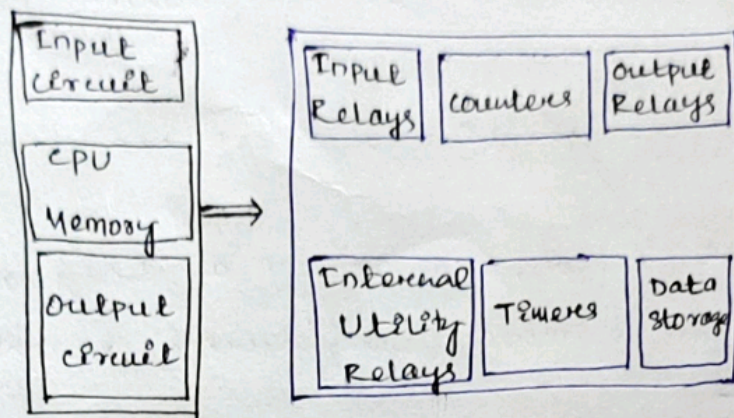 Input
Circuit
CPU
Memory
Output
Circuit
Input
Relays
Counters
Output
Relays
Internal
Utility
Relays
Timers
Data
Storage